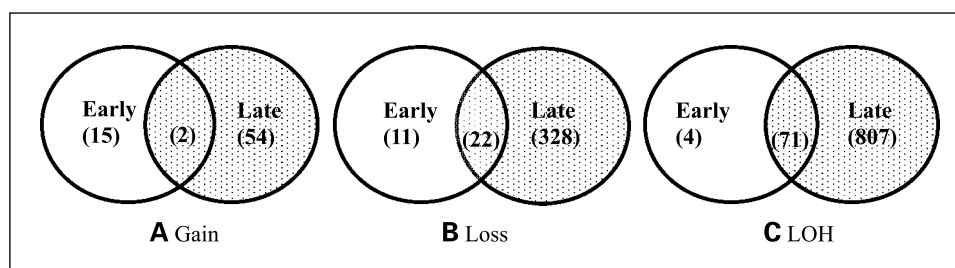 Early
(15)
(2)
Late
(54)
A Gain
Early
(11)
(22)
Late
(328)
B Loss
Early
(4)
(71)
Late
(807)
C LOH